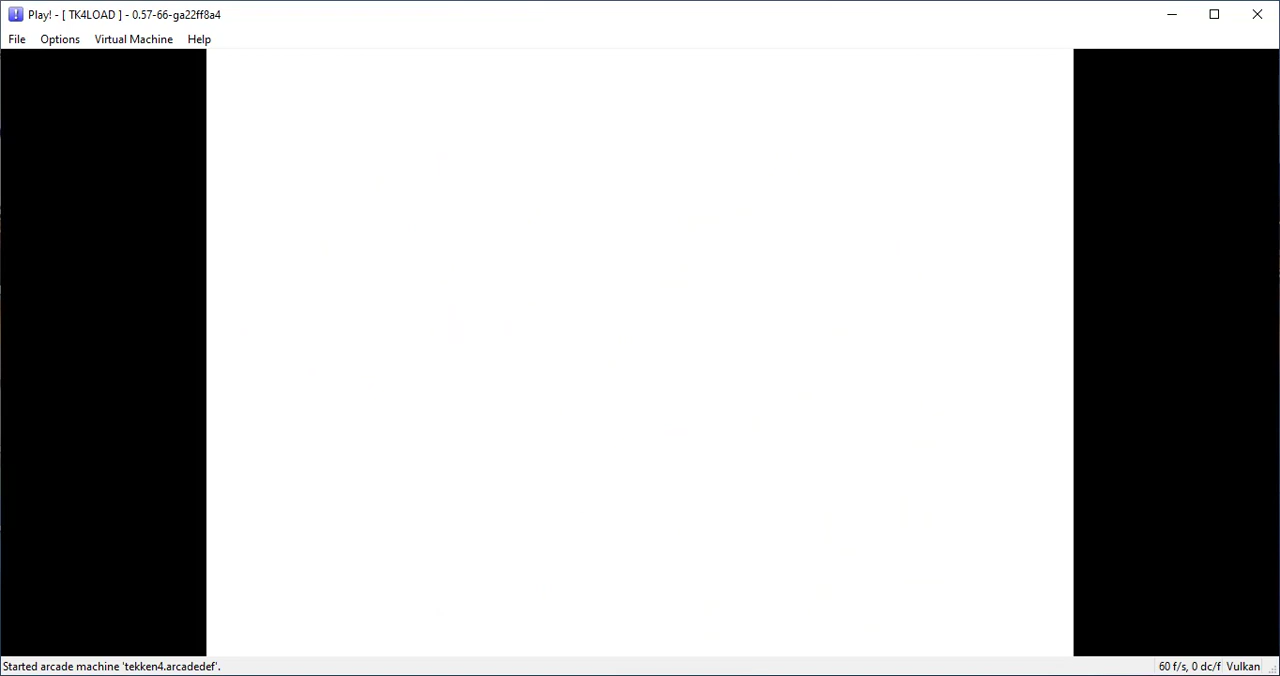 Play! - [ TK4LOAD ] - 0.57-66-ga22ff8a4
File Options Virtual Machine Help
Started arcade machine 'tekken4.arcadedef'.
60 f/s, 0 dc/f Vulkan